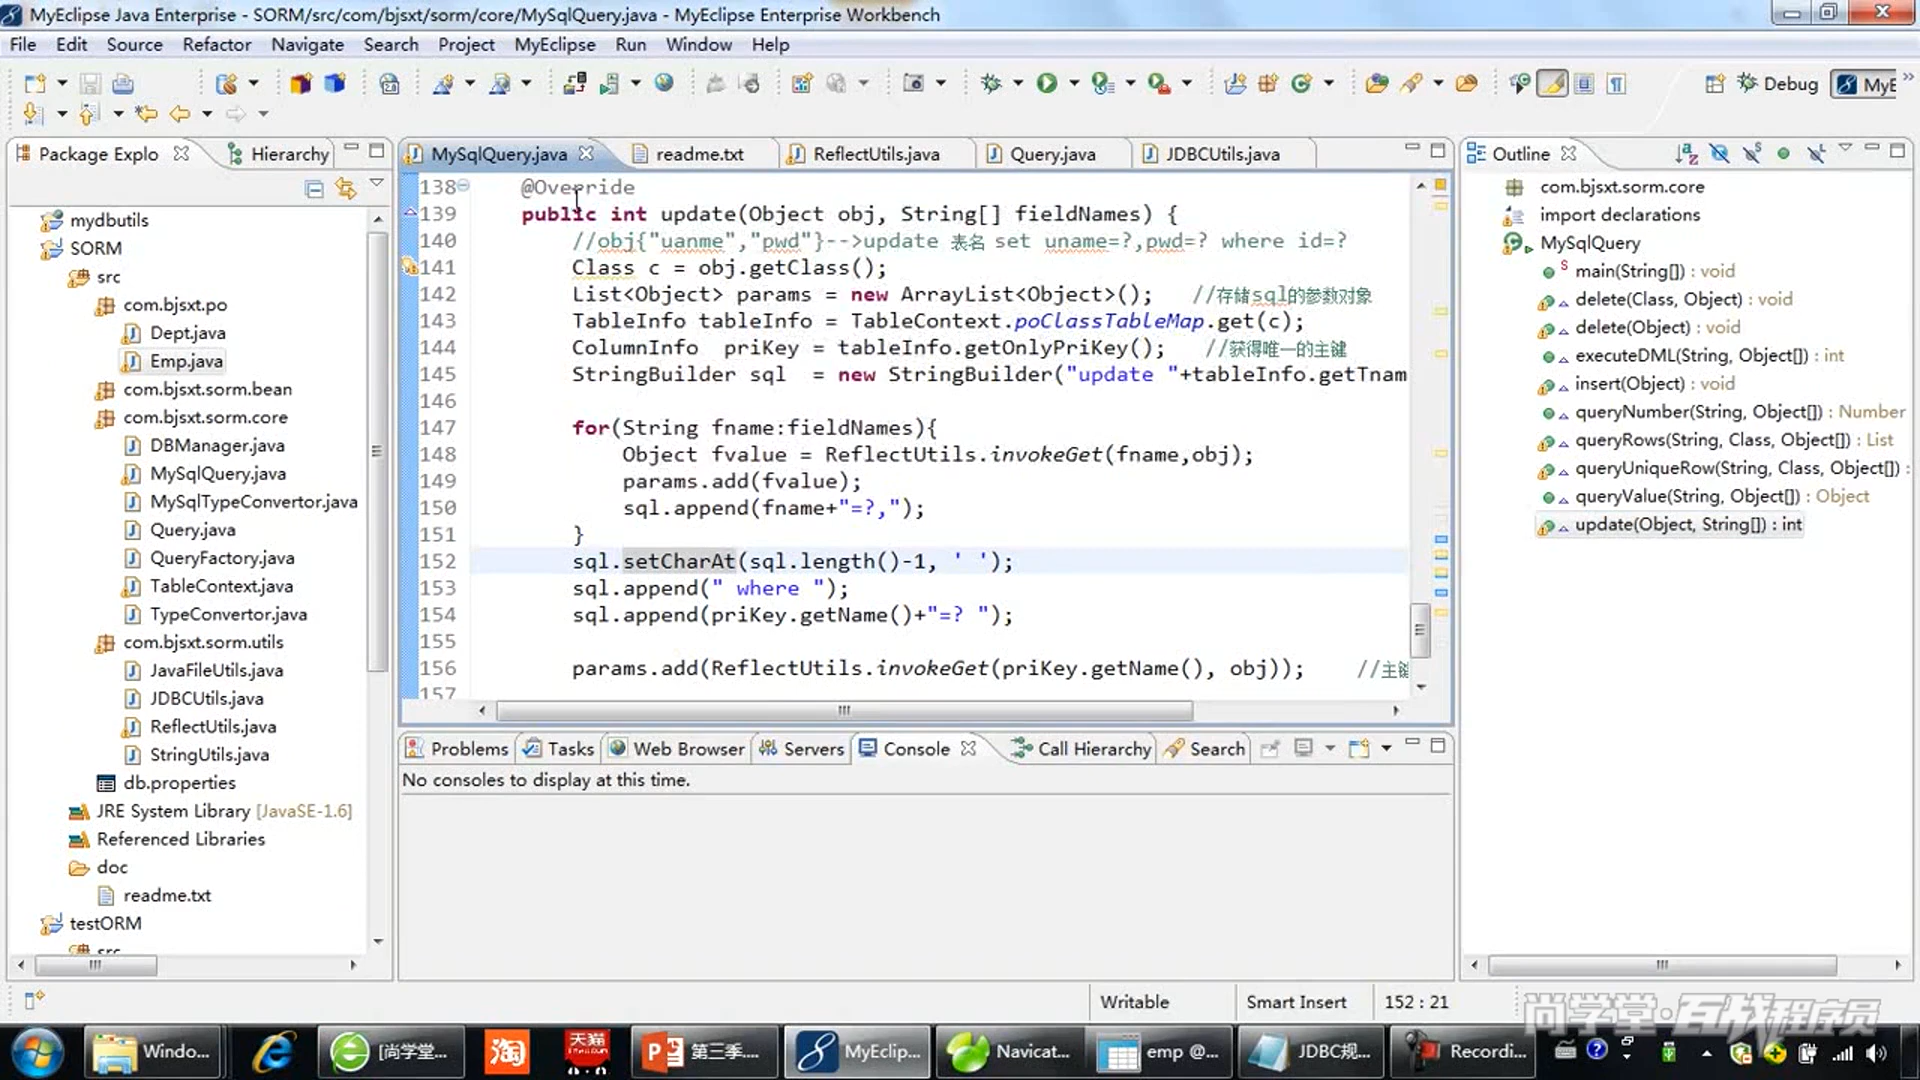 MyEclipse Java Enterprise - SORM/src/com/bjsxt/sorm/core/MySqlQuery.java - MyEclipse Enterprise Workbench
File Edit Source Refactor Navigate Search Project MyEclipse Run Window Help
Debug MyE
Package Explo Hierarchy
mydbutils
SORM
src
com.bjsxt.po
Dept.java
Emp.java
com.bjsxt.sorm.bean
com.bjsxt.sorm.core
DBManager.java
MySqlQuery.java
MySqlTypeConvertor.java
Query.java
QueryFactory.java
TableContext.java
TypeConvertor.java
com.bjsxt.sorm.utils
JavaFileUtils.java
JDBCUtils.java
ReflectUtils.java
StringUtils.java
db.properties
JRE System Library [JavaSE-1.6]
Referenced Libraries
doc
readme.txt
testORM
src
MySqlQuery.java readme.txt ReflectUtils.java Query.java JDBCUtils.java
138 @Override
139 public int update(Object obj, String[] fieldNames) {
140 //obj{"uanme","pwd"}-->update 表名 set uname=?,pwd=? where id=?
141 Class c = obj.getClass();
142 List<Object> params = new ArrayList<Object>(); //存储sql的参数对象
143 TableInfo tableInfo = TableContext.poClassTableMap.get(c);
144 ColumnInfo priKey = tableInfo.getOnlyPriKey(); //获得唯一的主键
145 StringBuilder sql = new StringBuilder("update "+tableInfo.getTnam
146
147 for(String fname:fieldNames){
148 Object fvalue = ReflectUtils.invokeGet(fname,obj);
149 params.add(fvalue);
150 sql.append(fname+"=?,");
151 }
152 sql.setCharAt(sql.length()-1, ' ');
153 sql.append(" where ");
154 sql.append(priKey.getName()+"=? ");
155
156 params.add(ReflectUtils.invokeGet(priKey.getName(), obj)); //主键
157
Problems Tasks Web Browser Servers Console Call Hierarchy Search
No consoles to display at this time.
Outline
com.bjsxt.sorm.core
import declarations
MySqlQuery
main(String[]) : void
delete(Class, Object) : void
delete(Object) : void
executeDML(String, Object[]) : int
insert(Object) : void
queryNumber(String, Object[]) : Number
queryRows(String, Class, Object[]) : List
queryUniqueRow(String, Class, Object[]) :
queryValue(String, Object[]) : Object
update(Object, String[]) : int
Writable Smart Insert 152 : 21
尚学堂·百战程序员
Windo... [尚学堂... 淘 天猫 第三季... MyEclip... Navicat... emp @... JDBC规... Recordi...